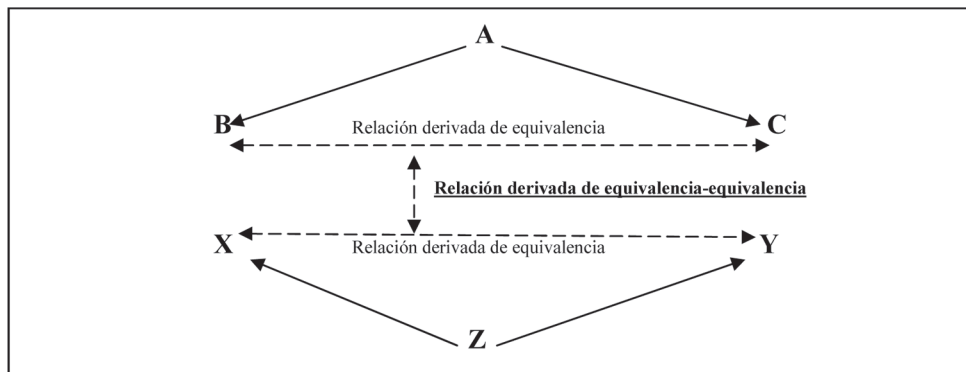 A
B
C
Relación derivada de equivalencia
Relación derivada de equivalencia-equivalencia
X
Y
Relación derivada de equivalencia
Z